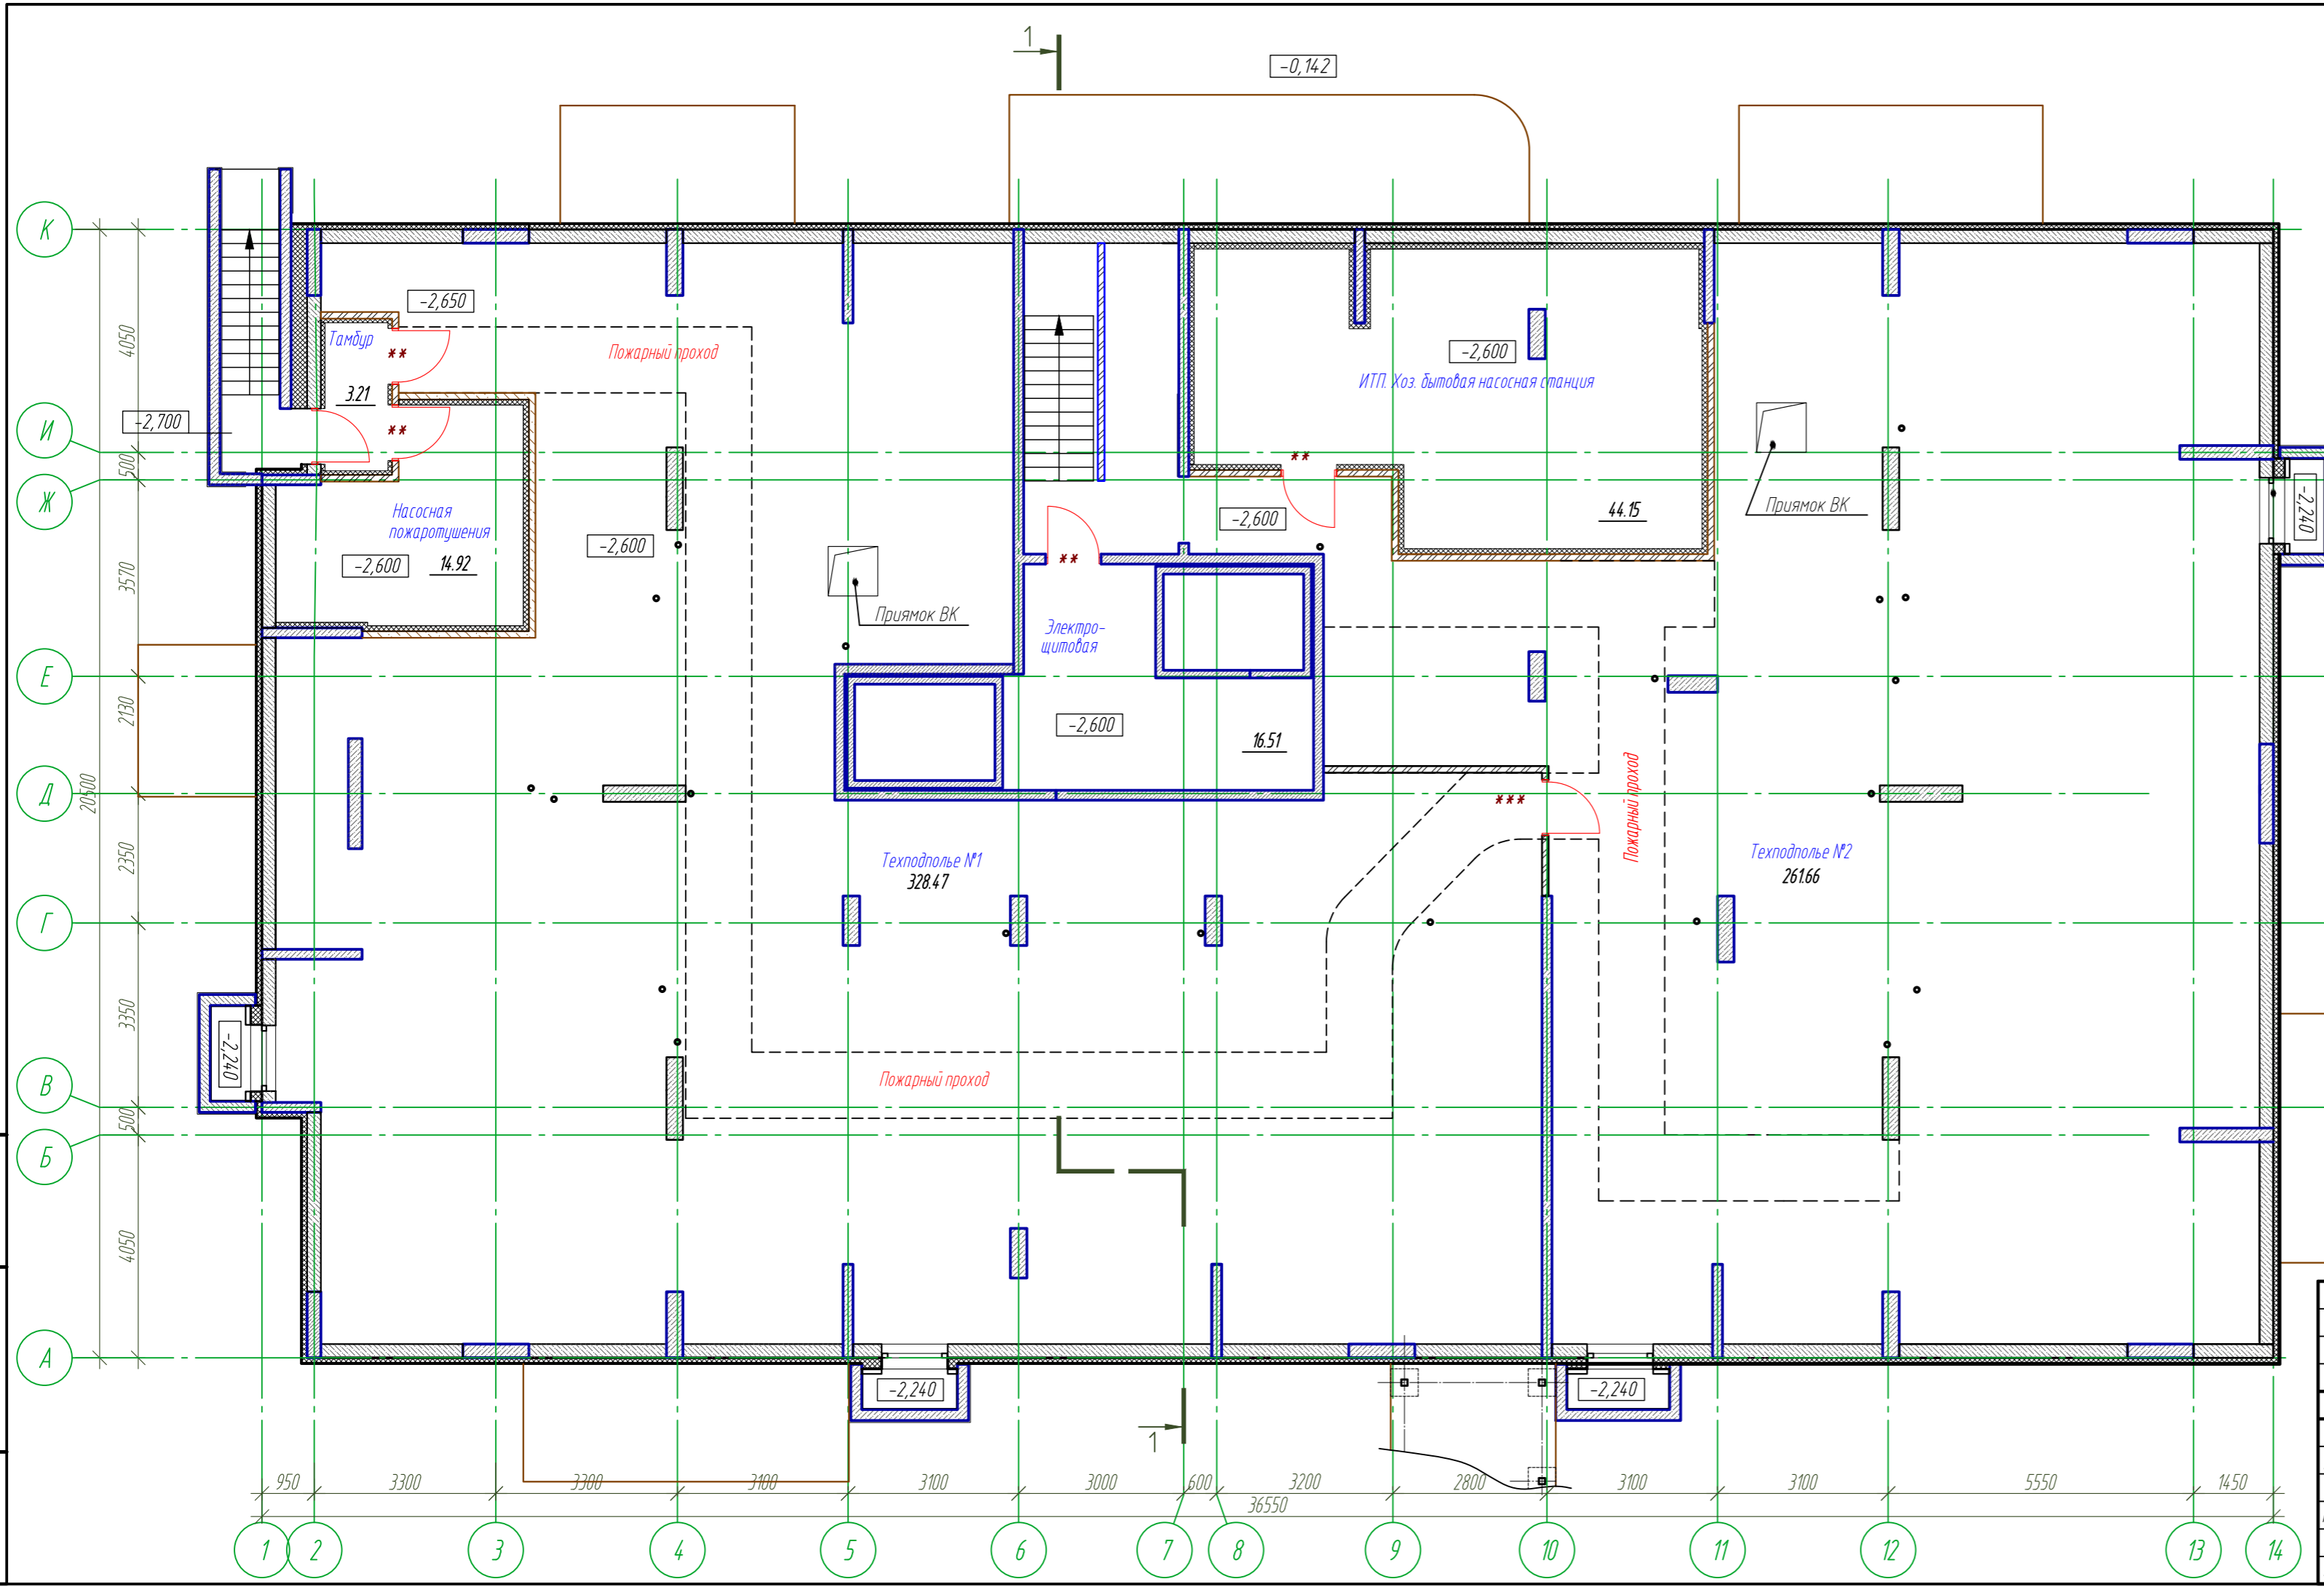 1
-0,142
К
-2,650
Тамбур
**
Пожарный проход
-2,600
ИТП. Хоз. бытовая насосная станция
4050
3.21
-2,700
**
И
**
500
Ж
Приямок ВК
-2,240
44.15
Насосная
пожаротушения
-2,600
-2,600
**
-2,600
14.92
3570
Приямок ВК
Электро-
щитовая
Е
2130
-2,600
16.51
Д
20500
***
Пожарный проход
2350
Техподполье №1
328.47
Техподполье №2
261.66
Г
3350
-2,240
В
Пожарный проход
500
Б
4050
А
-2,240
-2,240
1
950
3300
3300
3100
3100
3000
600
3200
2800
3100
3100
5550
1450
36550
1
2
3
4
5
6
7
8
9
10
11
12
13
14